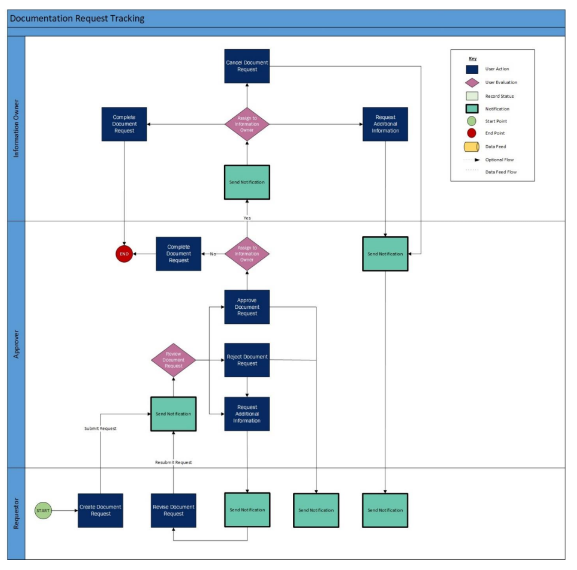 Documentation Request Tracking
Information Owner
Cancel Document
Request
Complete
Document
Request
Assign to
Information
Owner
Request
Additional
Information
Send Notification
Key
User Action
User Evaluation
Record Status
Notification
Start Point
End Point
Data Feed
Optional Flow
Data Feed Flow
Yes
Approver
END
Complete
Document
Request
No
Assign to
Information
Owner
Send Notification
Approve
Document
Request
Document
Request
Reject Document
Request
Send Notification
Request
Additional
Information
Submit Request
Resubmit Request
Requestor
START
Create Document
Request
Revise Document
Request
Send Notification
Send Notification
Send Notification